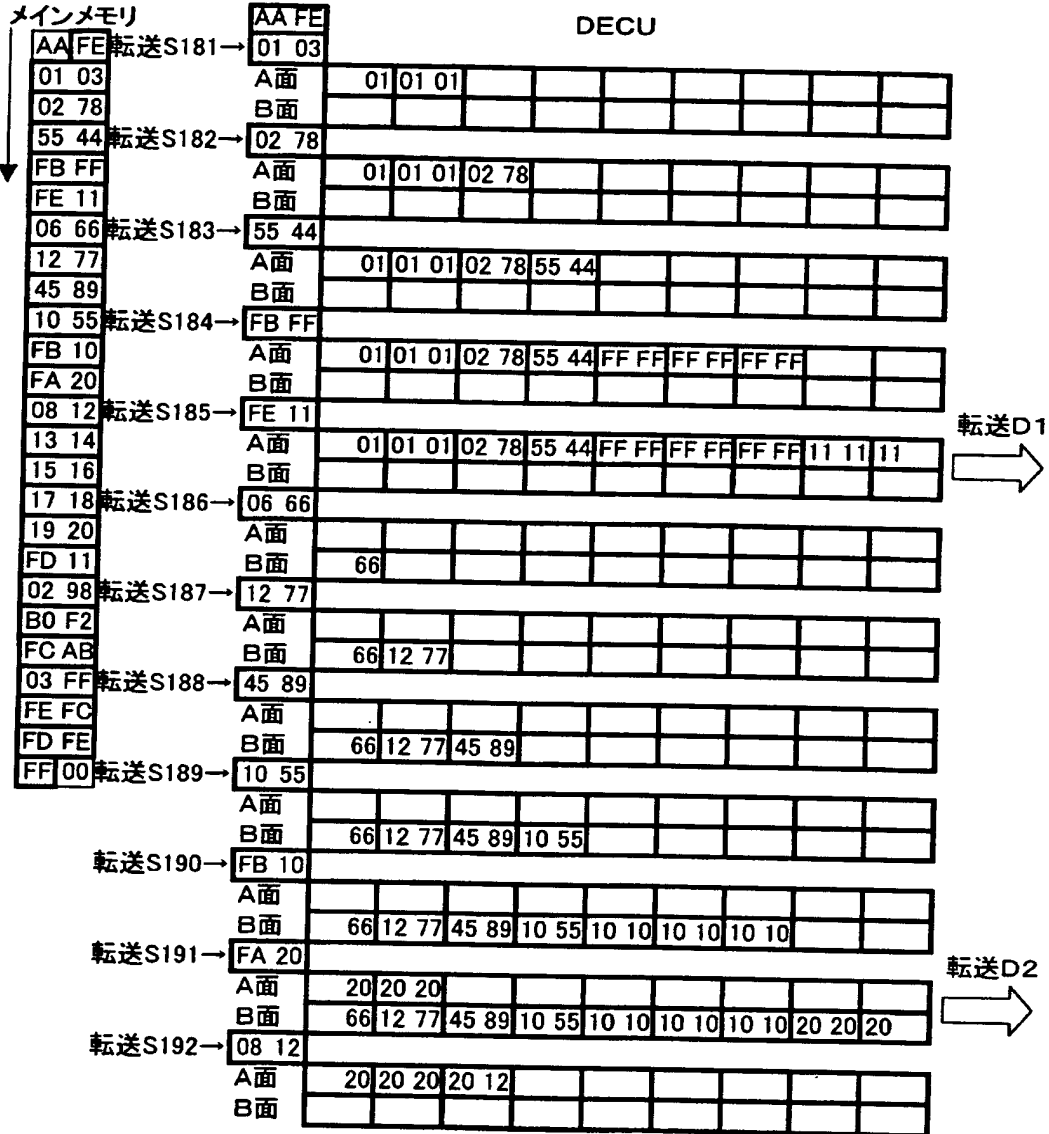 メインメモリ
AA FE
01 03
02 78
55 44
FB FF
FE 11
06 66
12 77
45 89
10 55
FB 10
FA 20
08 12
13 14
15 16
17 18
19 20
FD 11
02 98
B0 F2
FC AB
03 FF
FE FC
FD FE
FF 00
DECU
AA FE
転送S181→ 01 03
A面 01 01 01
B面
転送S182→ 02 78
A面 01 01 01 02 78
B面
転送S183→ 55 44
A面 01 01 01 02 78 55 44
B面
転送S184→ FB FF
A面 01 01 01 02 78 55 44 FF FF FF FF FF FF
B面
転送S185→ FE 11
A面 01 01 01 02 78 55 44 FF FF FF FF FF FF 11 11 11
B面
転送D1
転送S186→ 06 66
A面
B面 66
転送S187→ 12 77
A面
B面 66 12 77
転送S188→ 45 89
A面
B面 66 12 77 45 89
転送S189→ 10 55
A面
B面 66 12 77 45 89 10 55
転送S190→ FB 10
A面
B面 66 12 77 45 89 10 55 10 10 10 10 10 10
転送S191→ FA 20
A面 20 20 20
B面 66 12 77 45 89 10 55 10 10 10 10 10 10 20 20 20
転送D2
転送S192→ 08 12
A面 20 20 20 20 12
B面